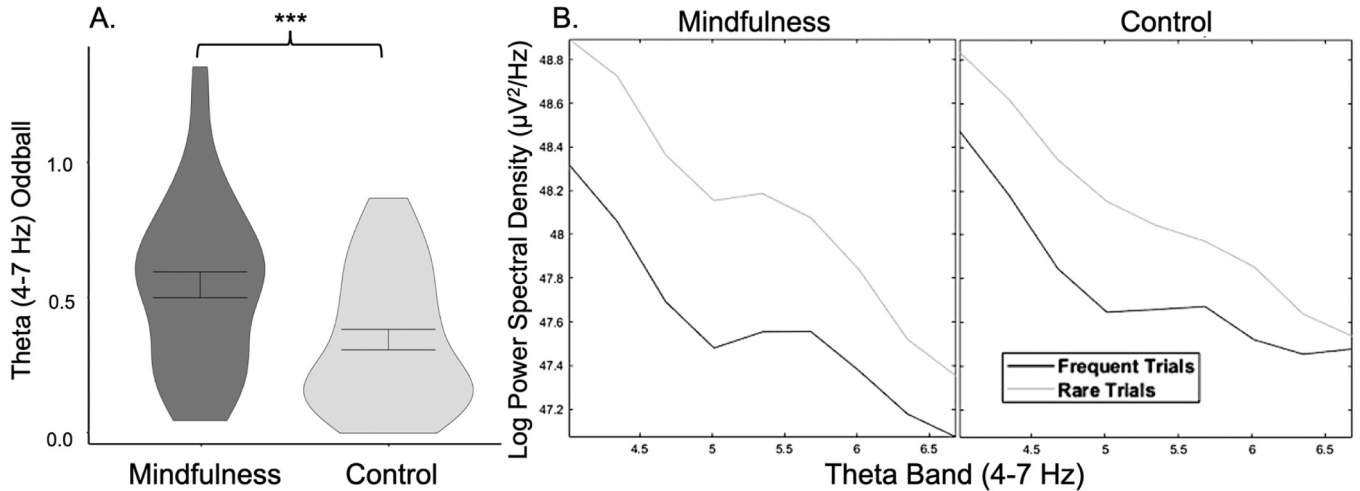 A.
***
Theta (4-7 Hz) Oddball
1.0
0.5
0.0
Mindfulness
Control
B.
Mindfulness
Control
Log Power Spectral Density (μV²/Hz)
48.8
48.6
48.4
48.2
48
47.8
47.6
47.4
47.2
Frequent Trials
Rare Trials
4.5 5 5.5 6 6.5
4.5 5 5.5 6 6.5
Theta Band (4-7 Hz)